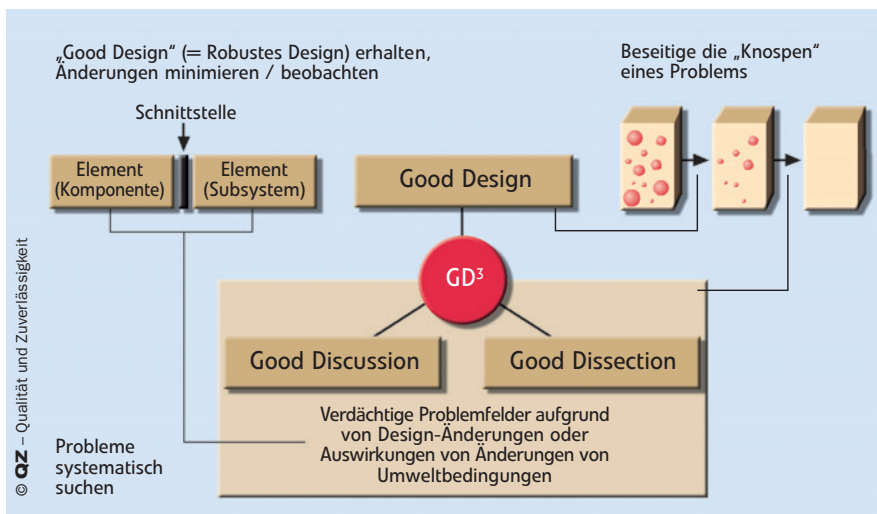 „Good Design“ (= Robustes Design) erhalten,
Änderungen minimieren / beobachten
Beseitige die „Knospen“
eines Problems
Schnittstelle
Element
(Komponente)
Element
(Subsystem)
Good Design
GD³
Good Discussion
Good Dissection
Verdächtige Problemfelder aufgrund
von Design-Änderungen oder
Auswirkungen von Änderungen von
Umweltbedingungen
Probleme
systematisch
suchen
© QZ – Qualität und Zuverlässigkeit